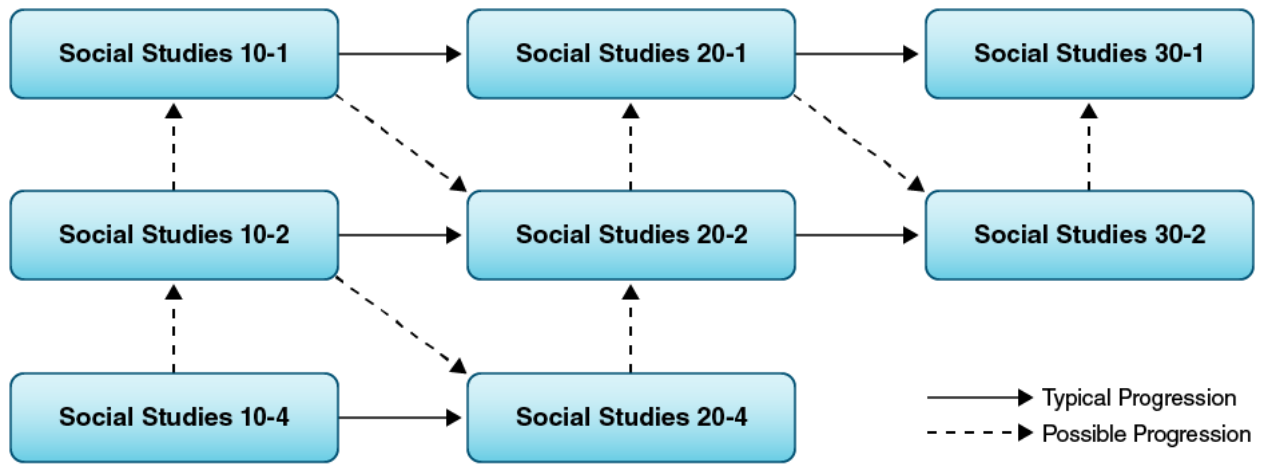 Social Studies 10-1
Social Studies 20-1
Social Studies 30-1
Social Studies 10-2
Social Studies 20-2
Social Studies 30-2
Social Studies 10-4
Social Studies 20-4
Typical Progression
Possible Progression